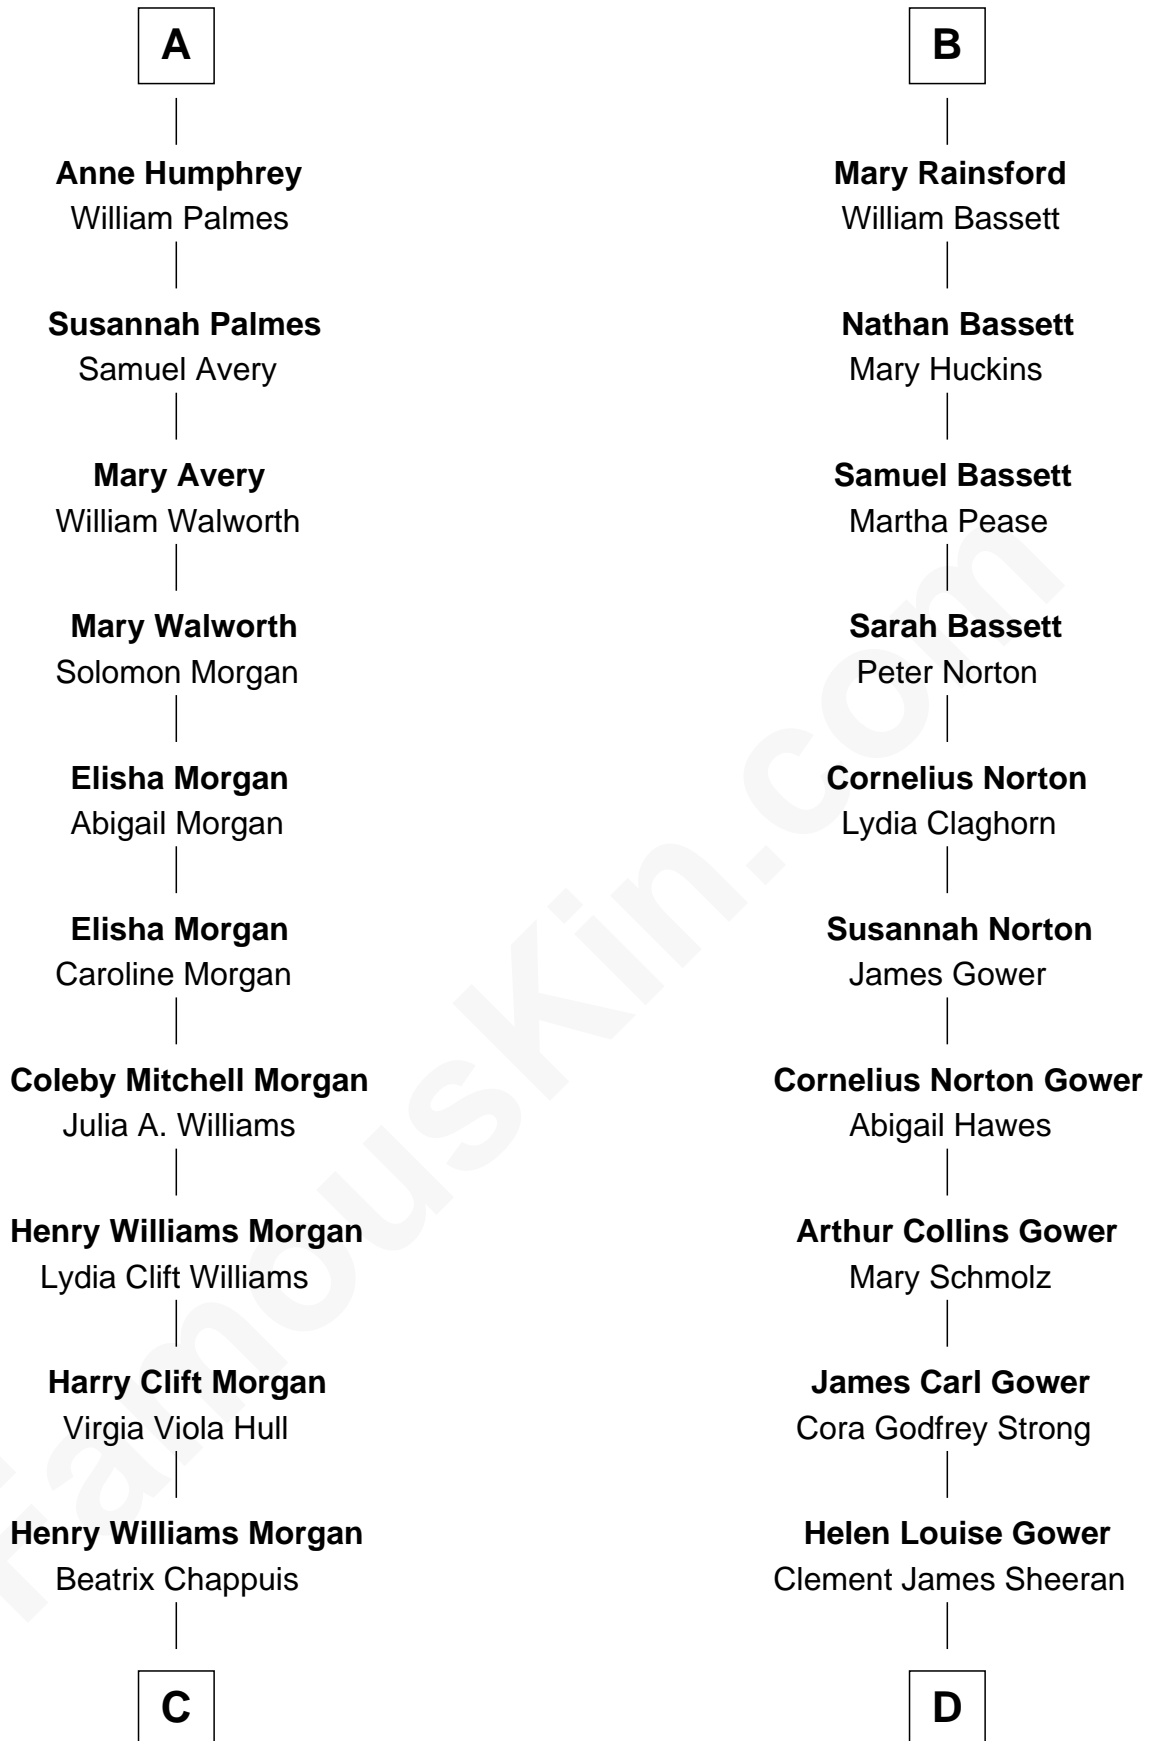 A
Anne Humphrey
William Palmes
Susannah Palmes
Samuel Avery
Mary Avery
William Walworth
Mary Walworth
Solomon Morgan
Elisha Morgan
Abigail Morgan
Elisha Morgan
Caroline Morgan
Coleby Mitchell Morgan
Julia A. Williams
Henry Williams Morgan
Lydia Clift Williams
Harry Clift Morgan
Virgia Viola Hull
Henry Williams Morgan
Beatrix Chappuis
C
B
Mary Rainsford
William Bassett
Nathan Bassett
Mary Huckins
Samuel Bassett
Martha Pease
Sarah Bassett
Peter Norton
Cornelius Norton
Lydia Claghorn
Susannah Norton
James Gower
Cornelius Norton Gower
Abigail Hawes
Arthur Collins Gower
Mary Schmolz
James Carl Gower
Cora Godfrey Strong
Helen Louise Gower
Clement James Sheeran
D
FamousKin.com